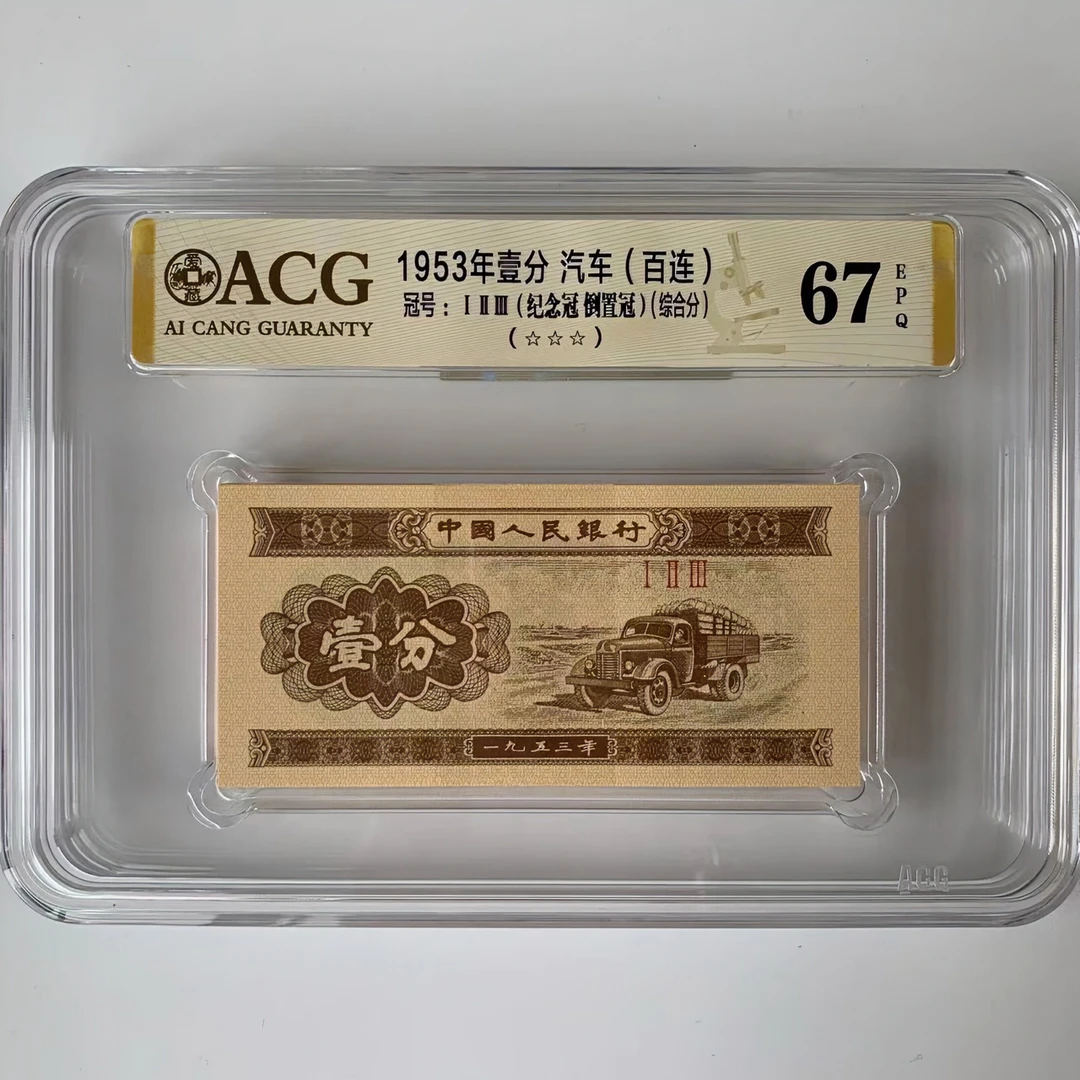 ACG
AI CANG GUARANTY
1953年壹分 汽车（百连）
冠号：Ⅰ Ⅱ Ⅲ（纪念冠 倒置冠）（综合分）
（☆☆☆）
67
EPQ
中國人民銀行
Ⅰ Ⅱ Ⅲ
壹分
一九五三年
ACG